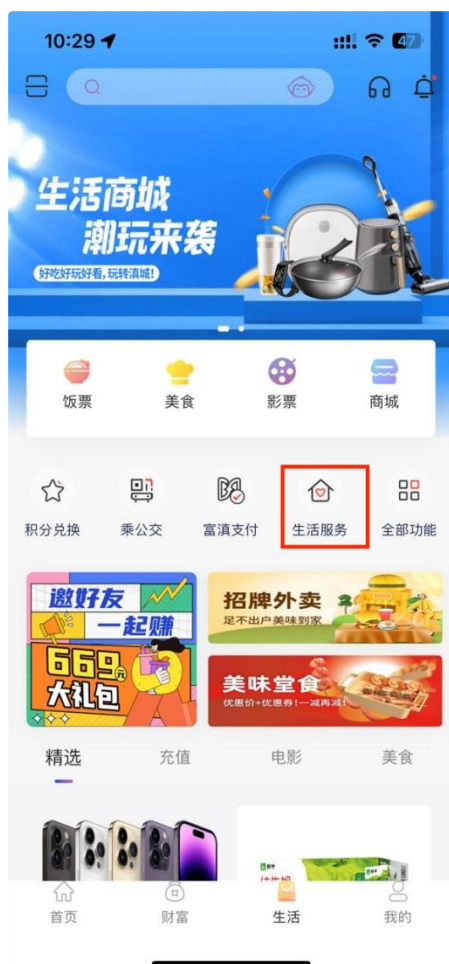 10:29
47
生活商城
潮玩来袭
好吃好玩好看,玩转滇城!
饭票
美食
影票
商城
积分兑换
乘公交
富滇支付
生活服务
全部功能
邀好友
一起赚
669元
大礼包
招牌外卖
足不出户美味到家
美味堂食
优惠价+优惠券!一减再减!
精选
充值
电影
美食
首页
财富
生活
我的